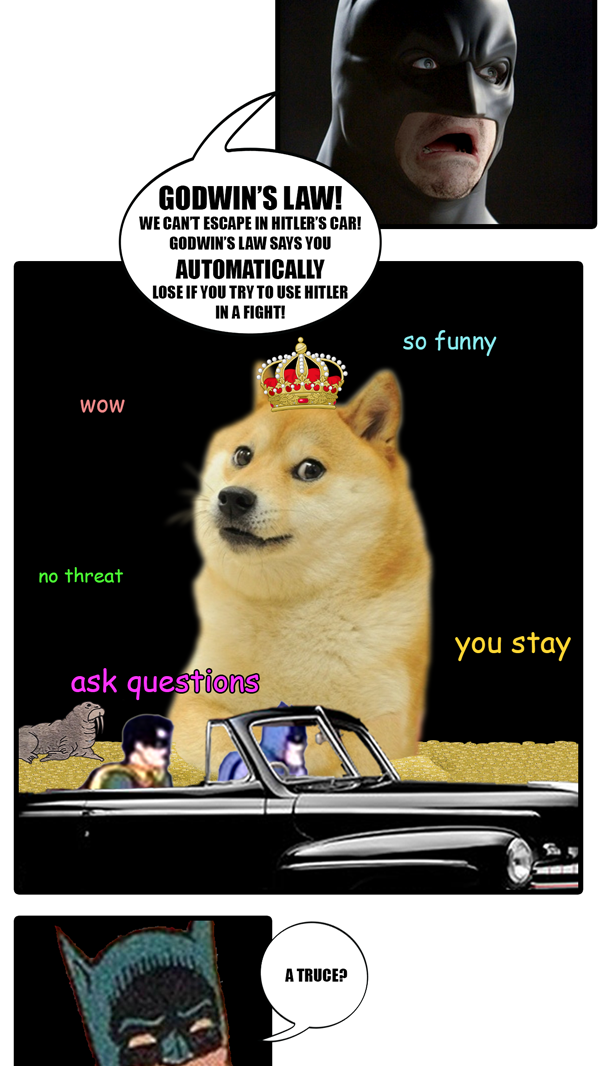 GODWIN'S LAW!
WE CAN'T ESCAPE IN HITLER'S CAR!
GODWIN'S LAW SAYS YOU
AUTOMATICALLY
LOSE IF YOU TRY TO USE HITLER
IN A FIGHT!
so funny
wow
no threat
you stay
ask questions
A TRUCE?